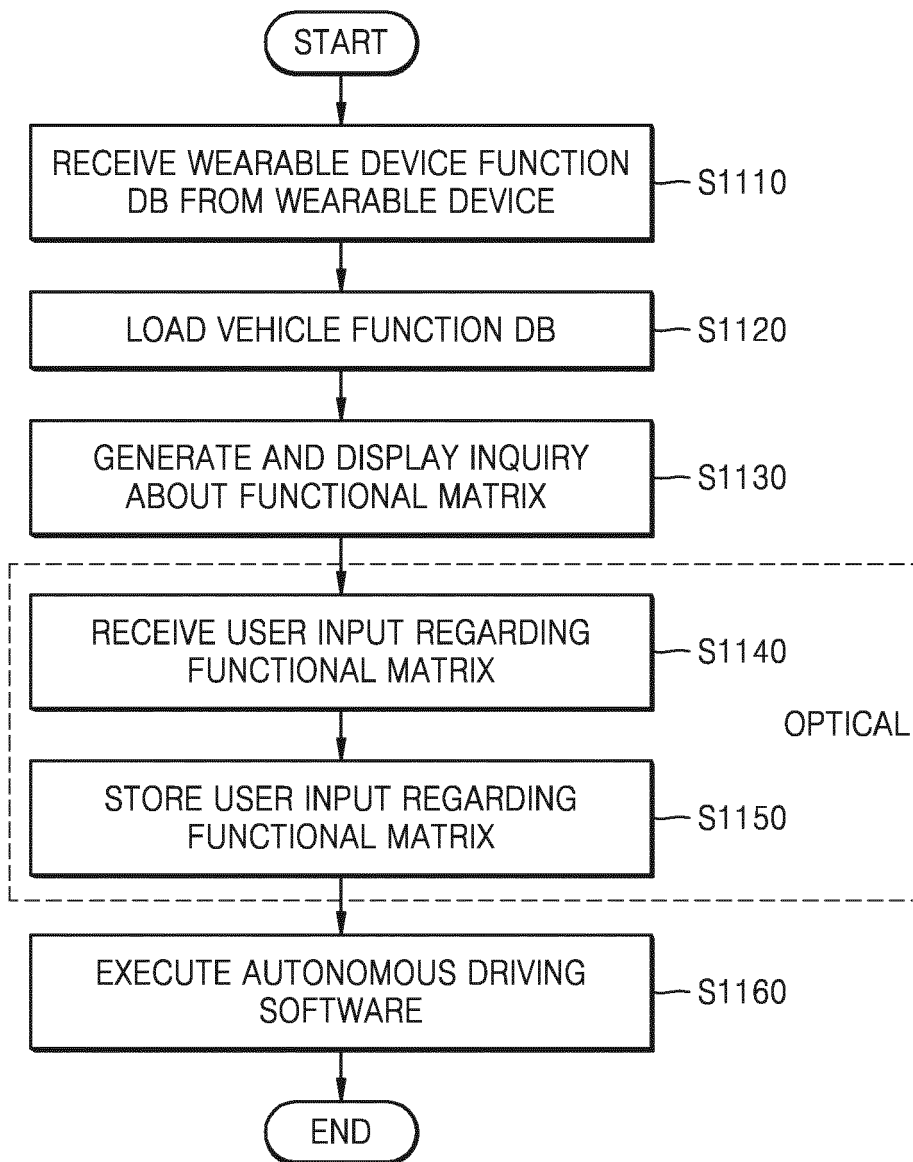 START
RECEIVE WEARABLE DEVICE FUNCTION
DB FROM WEARABLE DEVICE
S1110
LOAD VEHICLE FUNCTION DB
S1120
GENERATE AND DISPLAY INQUIRY
ABOUT FUNCTIONAL MATRIX
S1130
RECEIVE USER INPUT REGARDING
FUNCTIONAL MATRIX
S1140
OPTICAL
STORE USER INPUT REGARDING
FUNCTIONAL MATRIX
S1150
EXECUTE AUTONOMOUS DRIVING
SOFTWARE
S1160
END